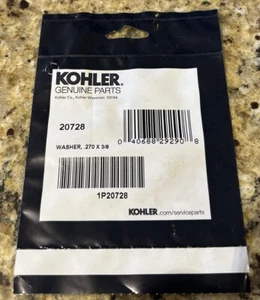 KOHLER.
GENUINE PARTS
Kohler Co., Kohler Wisconsin 53044
20728
0 40688 29290 8
WASHER, .270 X 3/8
1P20728
KOHLER.com/serviceparts